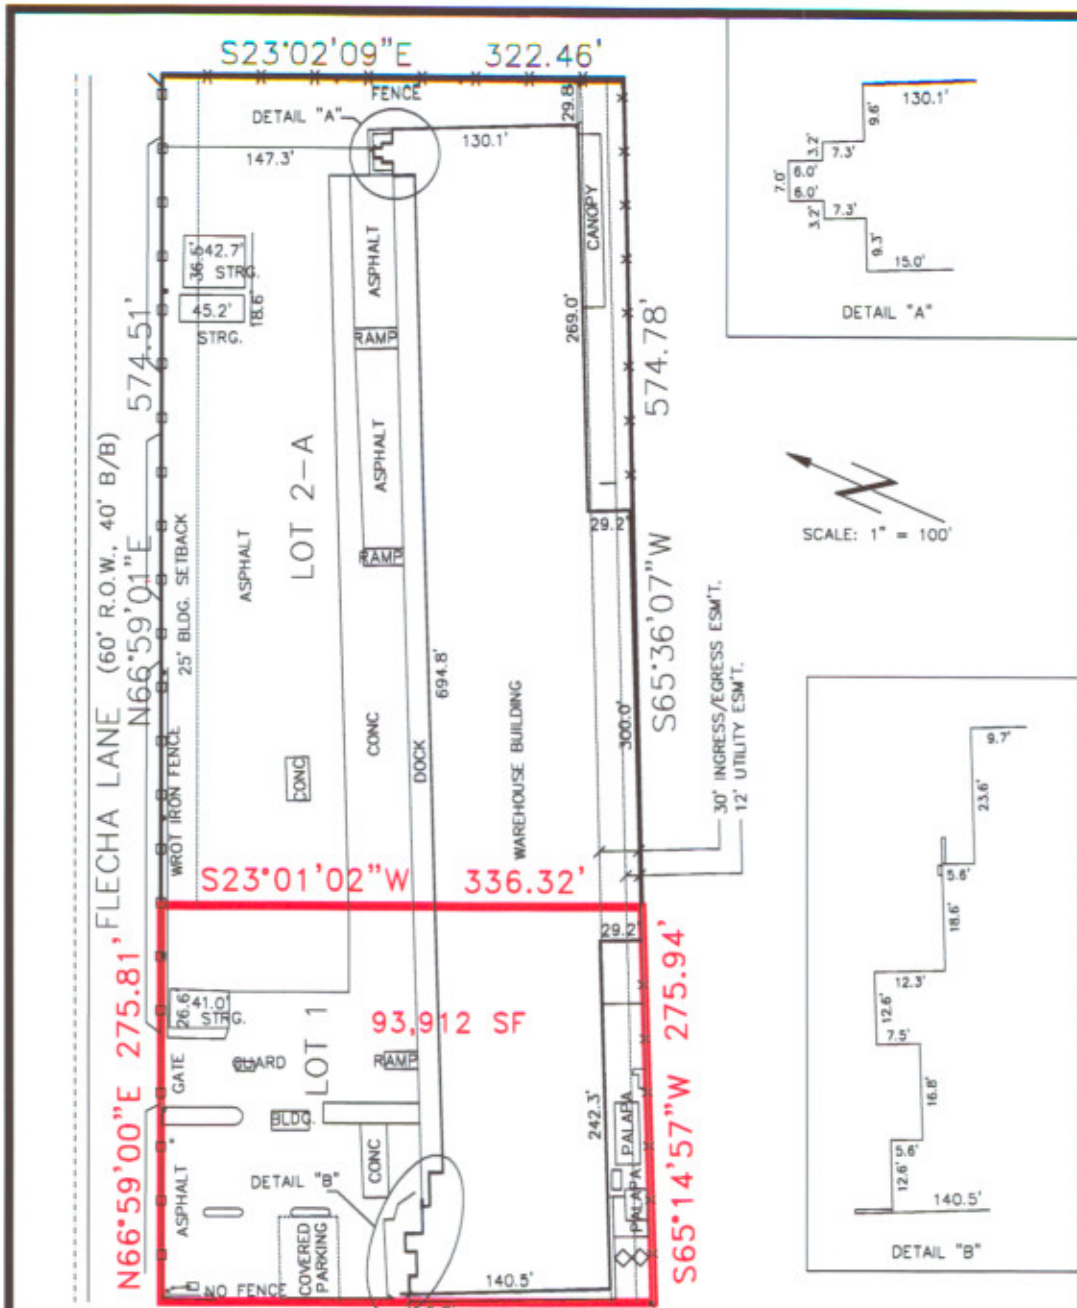 S23°02'09"E 322.46'
FENCE
DETAIL "A"
29.8'
147.3'
130.1'
CANOPY
36.5'
42.7'
STRG.
45.2'
18.6'
STRG.
ASPHALT
RAMP
269.0'
574.51'
574.78'
ASPHALT
LOT 2-A
ASPHALT
RAMP
29.2'
FLECHA LANE (60' R.O.W., 40' B/B)
N66°59'01"E
25' BLDG. SETBACK
WROT IRON FENCE
694.8'
CONC
CONC
DOCK
WAREHOUSE BUILDING
300.0'
S65°36'07"W
30' INGRESS/EGRESS ESM'T.
12' UTILITY ESM'T.
S23°01'02"W 336.32'
29.2'
N66°59'00"E 275.81'
S65°14'57"W 275.94'
26.6'
41.0'
STRG.
LOT 1
93,912 SF
GATE
GUARD
RAMP
BLDG.
CONC
242.3'
PALAPA
PALAPA
DETAIL "B"
ASPHALT
COVERED
PARKING
NO FENCE
140.5'
130.1'
9.6'
3.2'
7.3'
6.0'
7.0'
6.0'
3.2'
7.3'
9.3'
15.0'
DETAIL "A"
SCALE: 1" = 100'
9.7'
23.6'
5.6'
18.6'
12.3'
12.6'
7.5'
16.8'
5.6'
12.6'
140.5'
DETAIL "B"